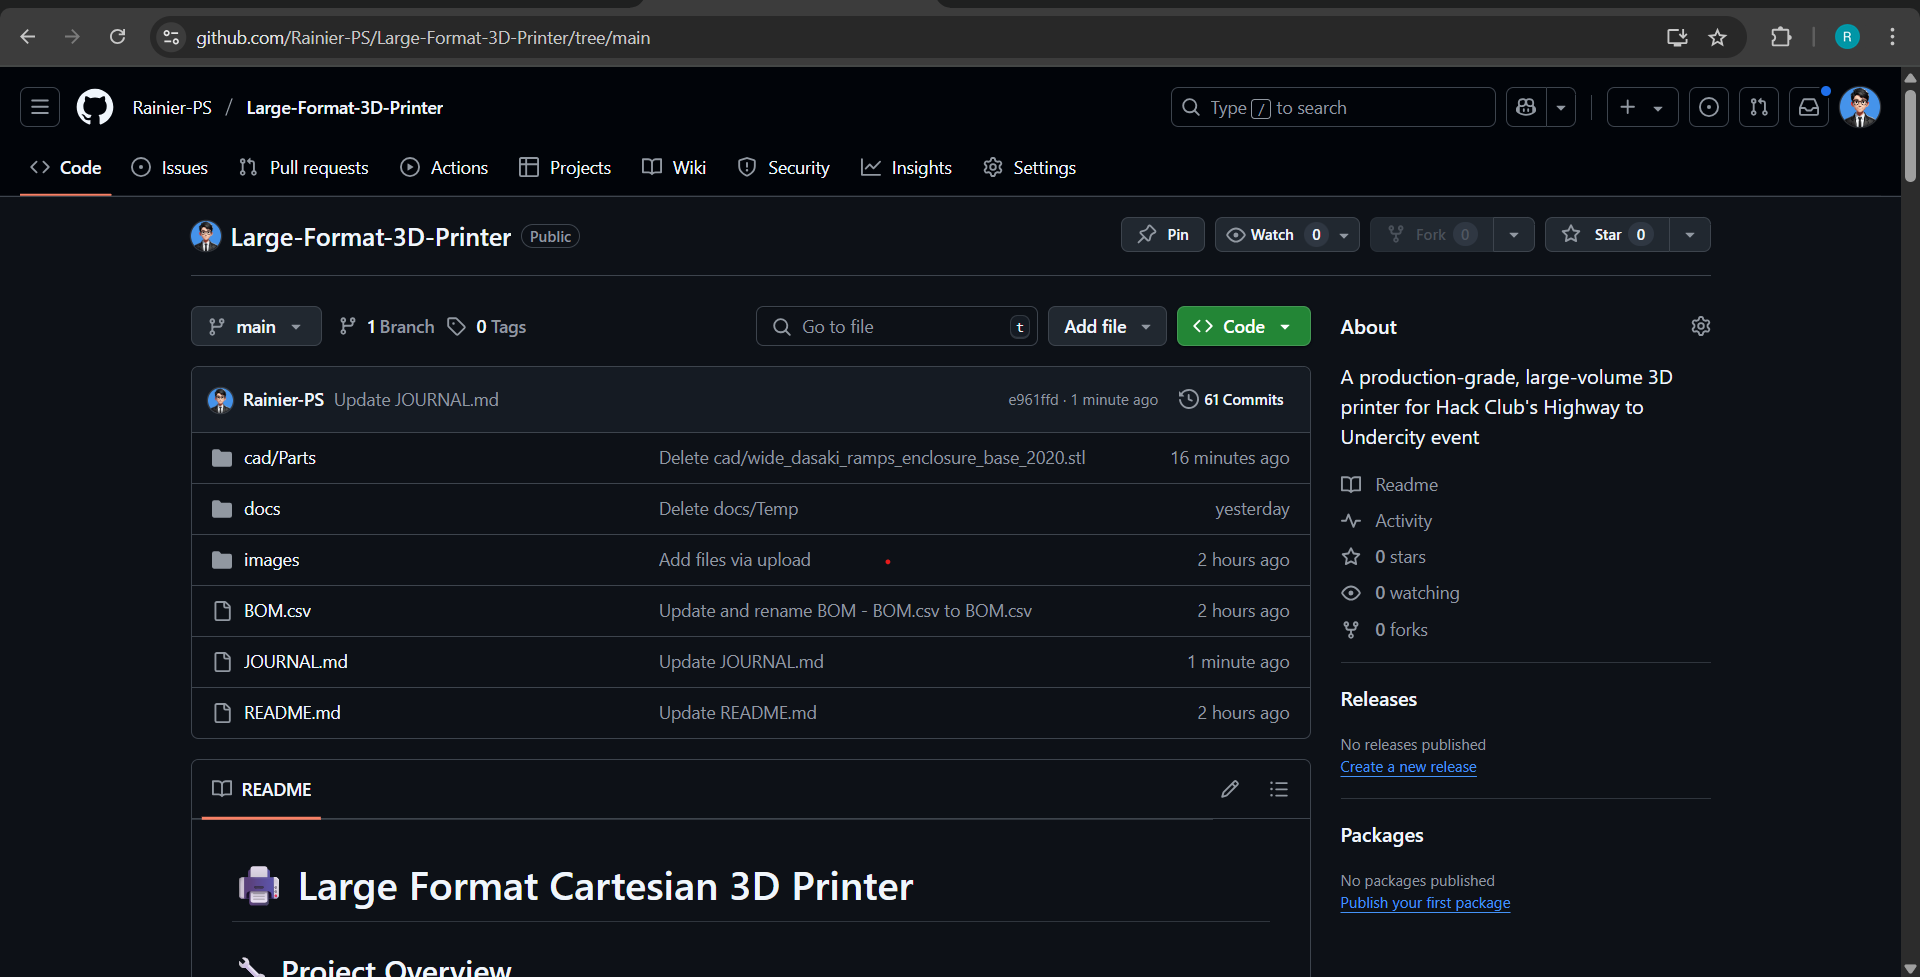 github.com/Rainier-PS/Large-Format-3D-Printer/tree/main
R
Rainier-PS / Large-Format-3D-Printer
Type / to search
Code
Issues
Pull requests
Actions
Projects
Wiki
Security
Insights
Settings
Large-Format-3D-Printer
Public
Pin
Watch 0
Fork 0
Star 0
main
1 Branch
0 Tags
Go to file
t
Add file
Code
Rainier-PS Update JOURNAL.md e961ffd · 1 minute ago 61 Commits
cad/Parts Delete cad/wide_dasaki_ramps_enclosure_base_2020.stl 16 minutes ago
docs Delete docs/Temp yesterday
images Add files via upload 2 hours ago
BOM.csv Update and rename BOM - BOM.csv to BOM.csv 2 hours ago
JOURNAL.md Update JOURNAL.md 1 minute ago
README.md Update README.md 2 hours ago
README
Large Format Cartesian 3D Printer
Project Overview
About
A production-grade, large-volume 3D
printer for Hack Club's Highway to
Undercity event
Readme
Activity
0 stars
0 watching
0 forks
Releases
No releases published
Create a new release
Packages
No packages published
Publish your first package